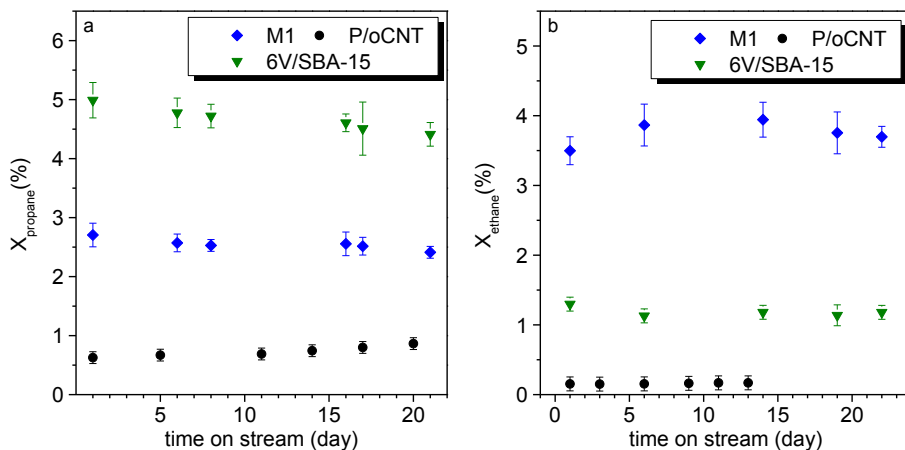 a
M1 P/oCNT
6V/SBA-15
X_propane(%)
6
5
4
3
2
1
0
5 10 15 20
time on stream (day)
b
M1 P/oCNT
6V/SBA-15
X_ethane(%)
5
4
3
2
1
0
0 5 10 15 20
time on stream (day)